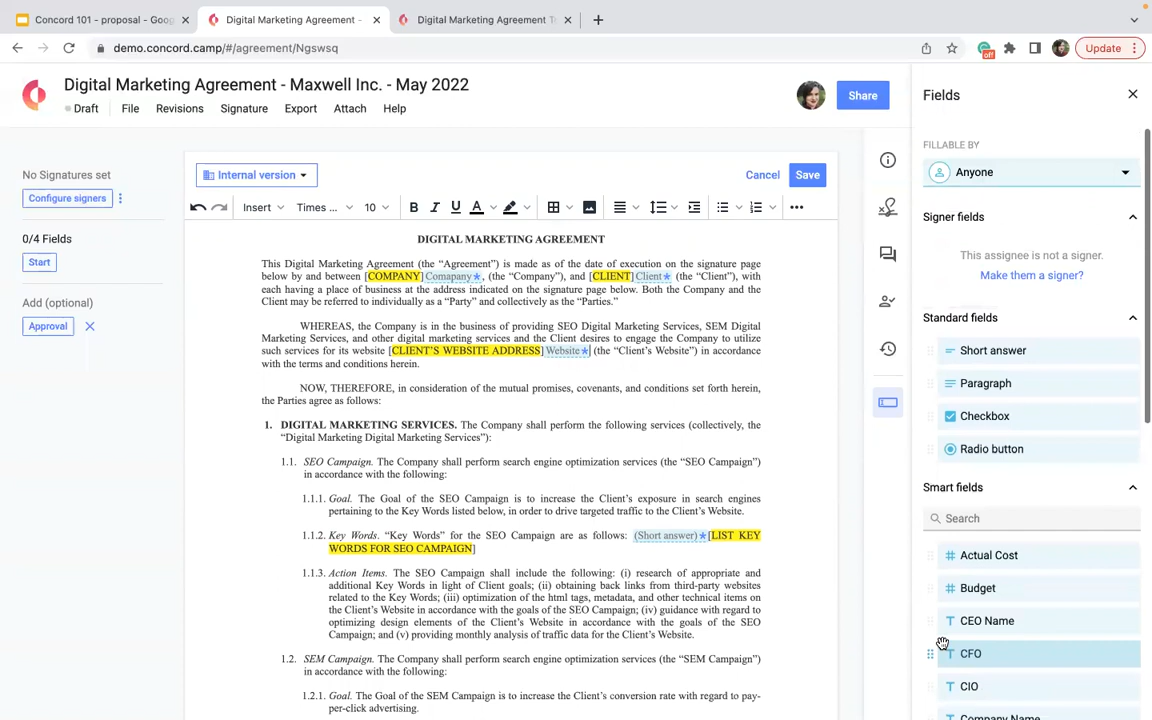 Concord 101 - proposal - Goog
Digital Marketing Agreement -
Digital Marketing Agreement T
demo.concord.camp/#/agreement/Ngswsq
off
Update
Digital Marketing Agreement - Maxwell Inc. - May 2022
Draft File Revisions Signature Export Attach Help
Share
No Signatures set
Configure signers
0/4 Fields
Start
Add (optional)
Approval
Internal version
Cancel
Save
Insert Times ... 10 B I U A
DIGITAL MARKETING AGREEMENT
This Digital Marketing Agreement (the “Agreement”) is made as of the date of execution on the signature page
below by and between [COMPANY] Comapany*, (the “Company”), and [CLIENT] Client* (the “Client”), with
each having a place of business at the address indicated on the signature page below. Both the Company and the
Client may be referred to individually as a “Party” and collectively as the “Parties.”
WHEREAS, the Company is in the business of providing SEO Digital Marketing Services, SEM Digital
Marketing Services, and other digital marketing services and the Client desires to engage the Company to utilize
such services for its website [CLIENT’S WEBSITE ADDRESS] Website* (the “Client’s Website”) in accordance
with the terms and conditions herein.
NOW, THEREFORE, in consideration of the mutual promises, covenants, and conditions set forth herein,
the Parties agree as follows:
1. DIGITAL MARKETING SERVICES. The Company shall perform the following services (collectively, the
“Digital Marketing Digital Marketing Services”):
1.1. SEO Campaign. The Company shall perform search engine optimization services (the “SEO Campaign”)
in accordance with the following:
1.1.1. Goal. The Goal of the SEO Campaign is to increase the Client’s exposure in search engines
pertaining to the Key Words listed below, in order to drive targeted traffic to the Client’s Website.
1.1.2. Key Words. “Key Words” for the SEO Campaign are as follows: (Short answer)*[LIST KEY
WORDS FOR SEO CAMPAIGN]
1.1.3. Action Items. The SEO Campaign shall include the following: (i) research of appropriate and
additional Key Words in light of Client goals; (ii) obtaining back links from third-party websites
related to the Key Words; (iii) optimization of the html tags, metadata, and other technical items on
the Client’s Website in accordance with the goals of the SEO Campaign; (iv) guidance with regard to
optimizing design elements of the Client’s Website in accordance with the goals of the SEO
Campaign; and (v) providing monthly analysis of traffic data for the Client’s Website.
1.2. SEM Campaign. The Company shall perform the following services (the “SEM Campaign”)
in accordance with the following:
1.2.1. Goal. The Goal of the SEM Campaign is to increase the Client’s conversion rate with regard to pay-
per-click advertising.
Fields
FILLABLE BY
Anyone
Signer fields
This assignee is not a signer.
Make them a signer?
Standard fields
Short answer
Paragraph
Checkbox
Radio button
Smart fields
Search
# Actual Cost
# Budget
T CEO Name
T CFO
T CIO
Company Name